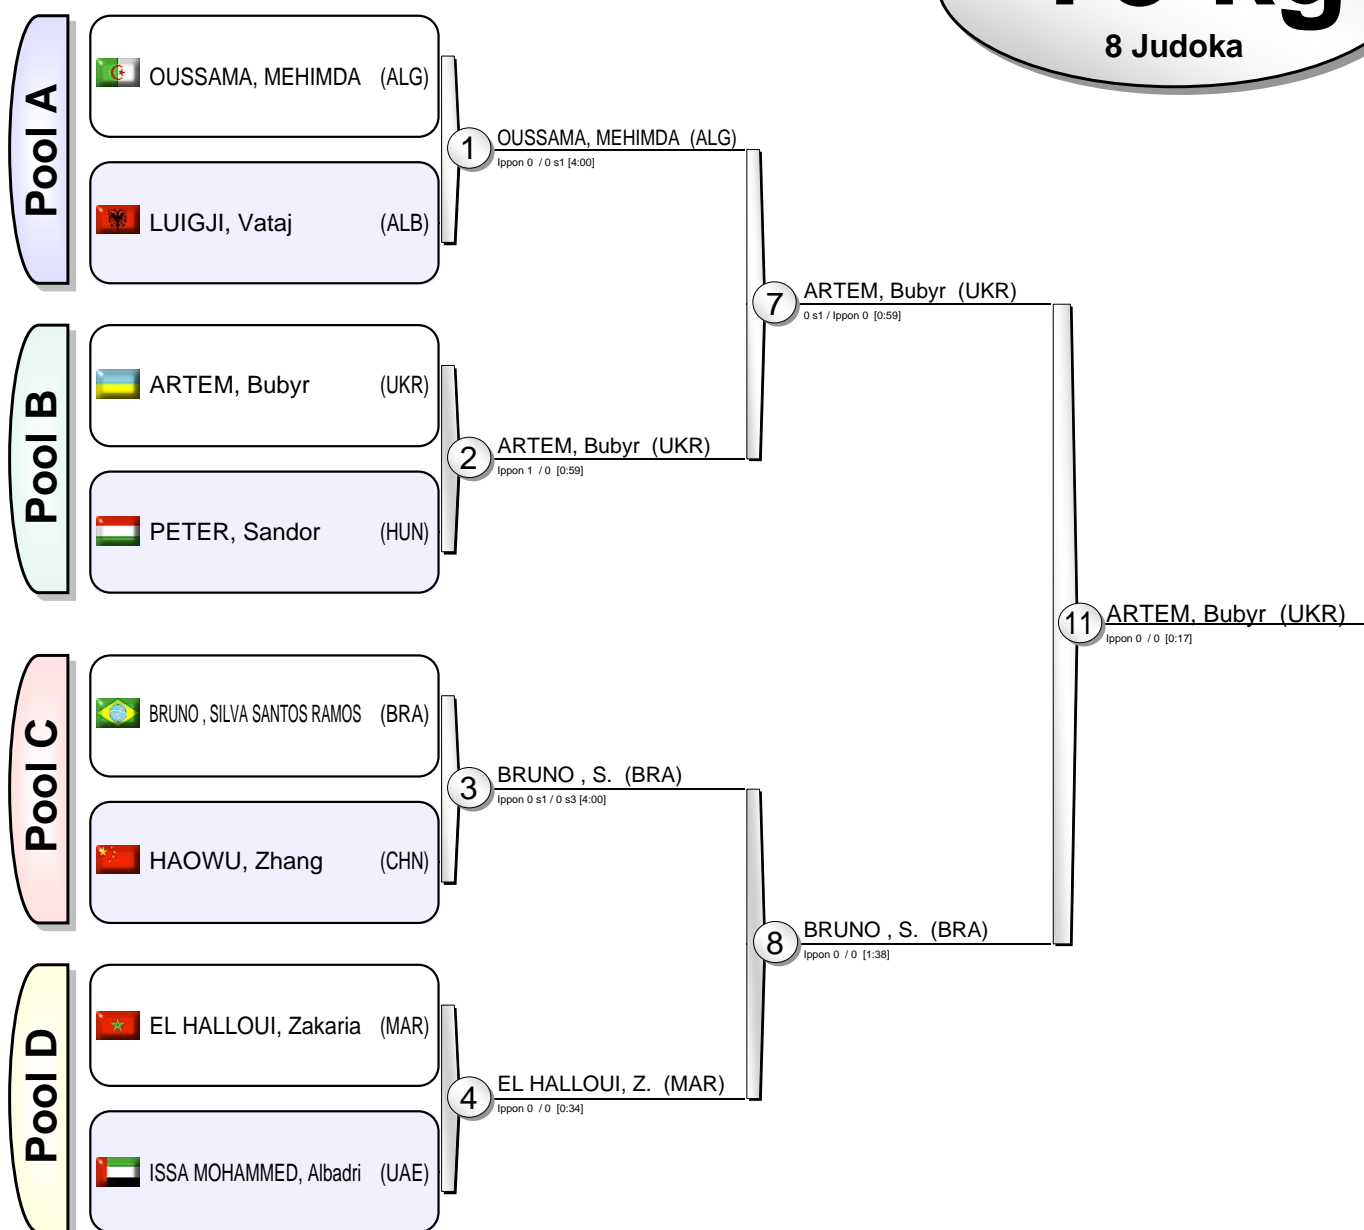 8 Judoka
Pool A
OUSSAMA, MEHIMDA (ALG)
LUIGJI, Vataj (ALB)
1
OUSSAMA, MEHIMDA (ALG)
Ippon 0 / 0 s1 [4:00]
Pool B
ARTEM, Bubyr (UKR)
PETER, Sandor (HUN)
2
ARTEM, Bubyr (UKR)
Ippon 1 / 0 [0:59]
7
ARTEM, Bubyr (UKR)
0 s1 / Ippon 0 [0:59]
Pool C
BRUNO , SILVA SANTOS RAMOS (BRA)
HAOWU, Zhang (CHN)
3
BRUNO , S. (BRA)
Ippon 0 s1 / 0 s3 [4:00]
Pool D
EL HALLOUI, Zakaria (MAR)
ISSA MOHAMMED, Albadri (UAE)
4
EL HALLOUI, Z. (MAR)
Ippon 0 / 0 [0:34]
8
BRUNO , S. (BRA)
Ippon 0 / 0 [1:38]
11
ARTEM, Bubyr (UKR)
Ippon 0 / 0 [0:17]